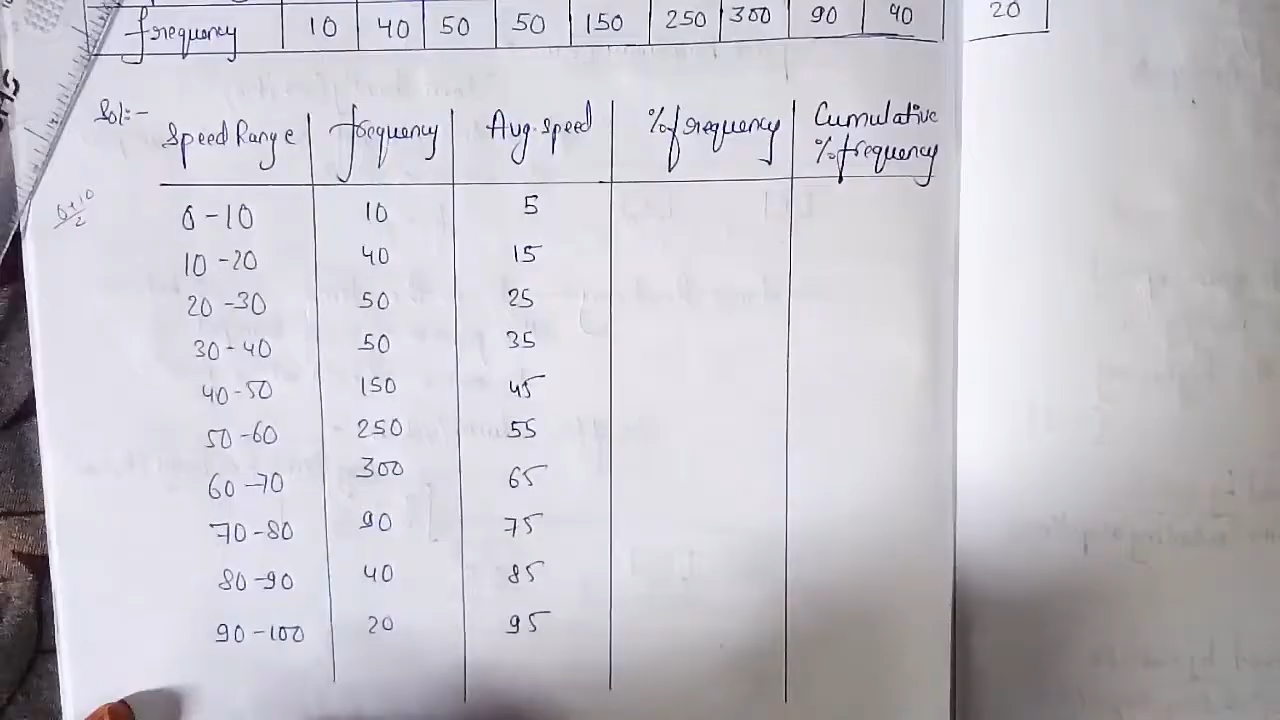 frequency 10 40 50 50 150 250 300 90 40 20
Sol:-
Speed Range frequency Avg. speed % frequency Cumulative % frequency
0+10/2
0-10 10 5
10-20 40 15
20-30 50 25
30-40 50 35
40-50 150 45
50-60 250 55
60-70 300 65
70-80 90 75
80-90 40 85
90-100 20 95